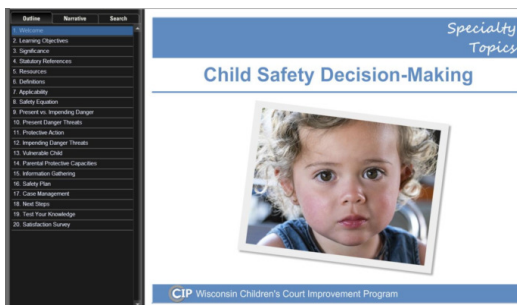 Outline Narrative Search
1. Welcome
2. Learning Objectives
3. Significance
4. Statutory References
5. Resources
6. Definitions
7. Applicability
8. Safety Equation
9. Present vs. Impending Danger
10. Present Danger Threats
11. Protective Action
12. Impending Danger Threats
13. Vulnerable Child
14. Parental Protective Capacities
15. Information Gathering
16. Safety Plan
17. Case Management
18. Next Steps
19. Test Your Knowledge
20. Satisfaction Survey
Specialty
Topics
Child Safety Decision-Making
CIP Wisconsin Children's Court Improvement Program